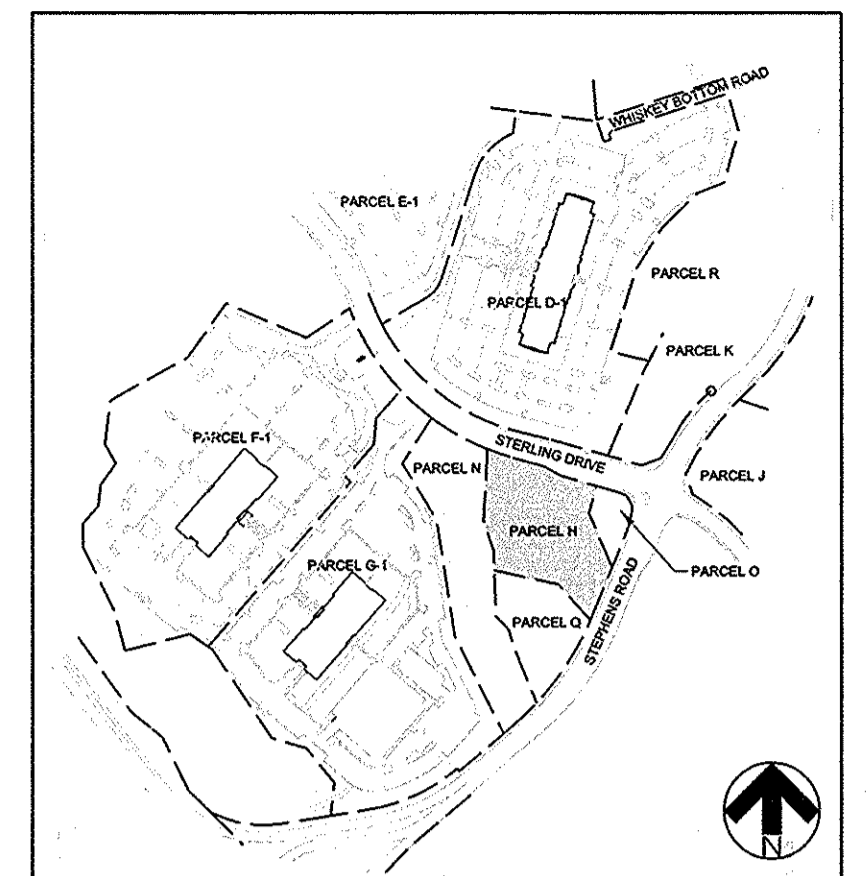 WHISKEY BOTTOM ROAD
PARCEL E-1
PARCEL R
PARCEL D-1
PARCEL K
PARCEL F-1
STERLING DRIVE
PARCEL N
PARCEL J
PARCEL H
PARCEL G-1
PARCEL O
PARCEL Q
STEPHENS ROAD
N